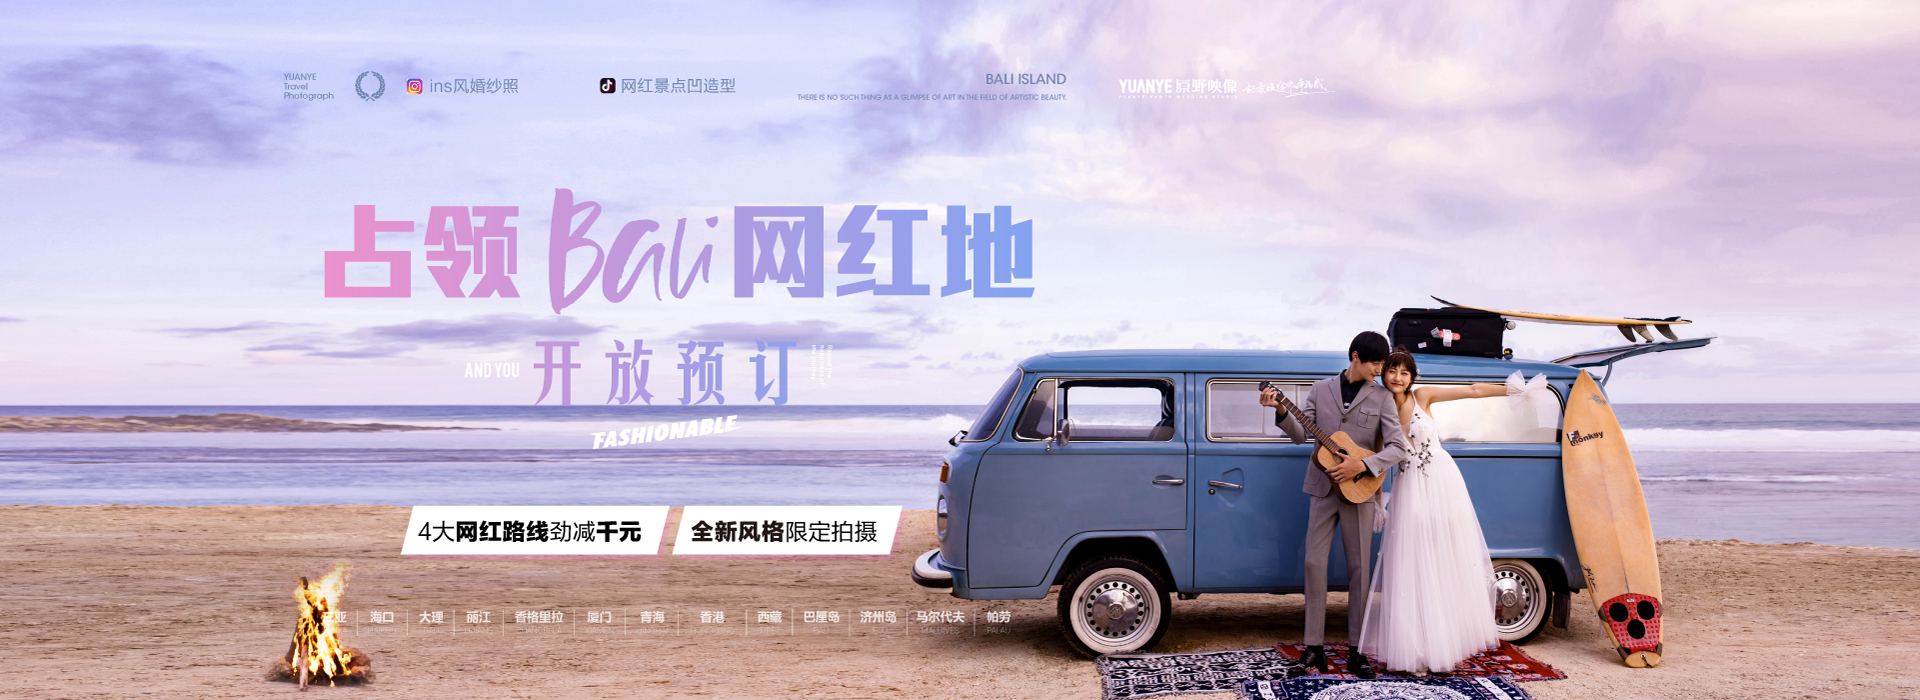 YUANYE
Travel
Photograph
ins风婚纱照
网红景点凹造型
BALI ISLAND
THERE IS NO SUCH THING AS A GLIMPSE OF ART IN THE FIELD OF ARTISTIC BEAUTY.
YUANYE 原野映像
占领 Bali 网红地
AND YOU 开放预订
FASHIONABLE
4大网红路线劲减千元
全新风格限定拍摄
亚 海口 大理 丽江 香格里拉 厦门 青海 香港 西藏 巴厘岛 济州岛 马尔代夫 帕劳
MALDIVES PALAU
monkey